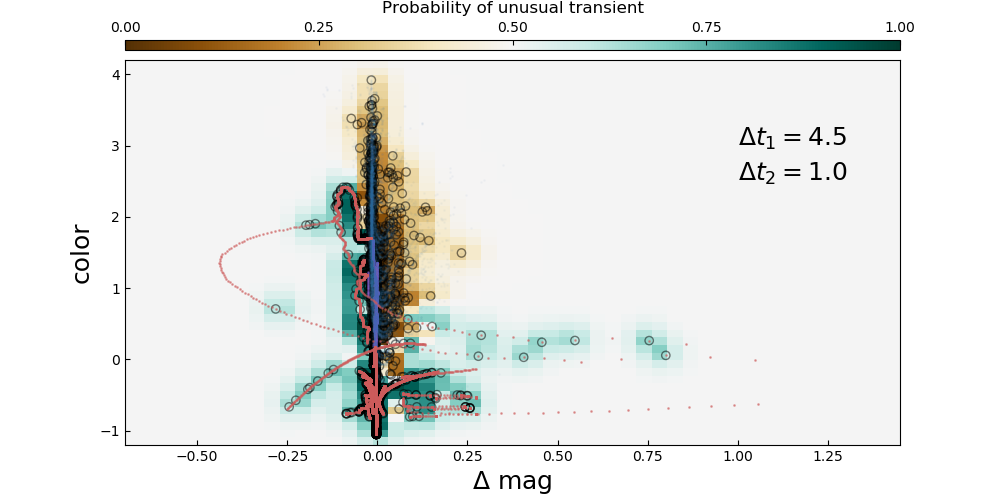 Probability of unusual transient
0.00 0.25 0.50 0.75 1.00
4
3
2
1
0
−1
color
Δt₁ = 4.5
Δt₂ = 1.0
−0.50 −0.25 0.00 0.25 0.50 0.75 1.00 1.25
Δ mag